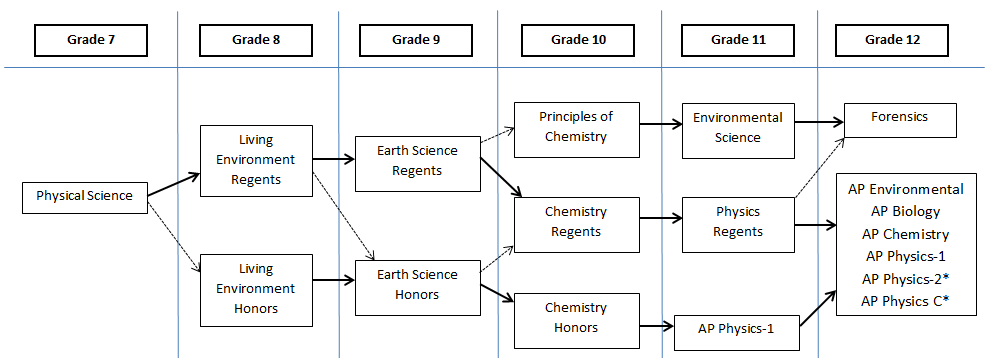 Grade 7
Grade 8
Grade 9
Grade 10
Grade 11
Grade 12
Physical Science
Living
Environment
Regents
Living
Environment
Honors
Earth Science
Regents
Earth Science
Honors
Principles of
Chemistry
Chemistry
Regents
Chemistry
Honors
Environmental
Science
Physics
Regents
AP Physics-1
Forensics
AP Environmental
AP Biology
AP Chemistry
AP Physics-1
AP Physics-2*
AP Physics C*